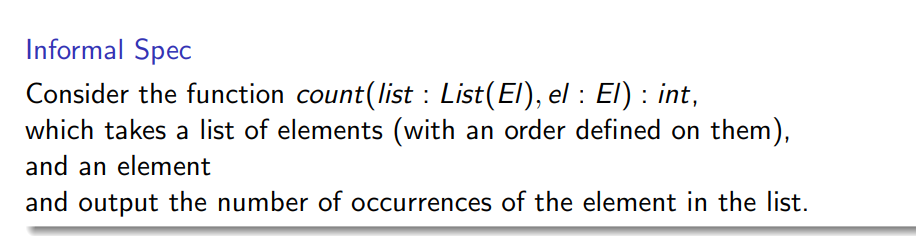 Informal Spec
Consider the function count(list : List(El), el : El) : int,
which takes a list of elements (with an order defined on them),
and an element
and output the number of occurrences of the element in the list.